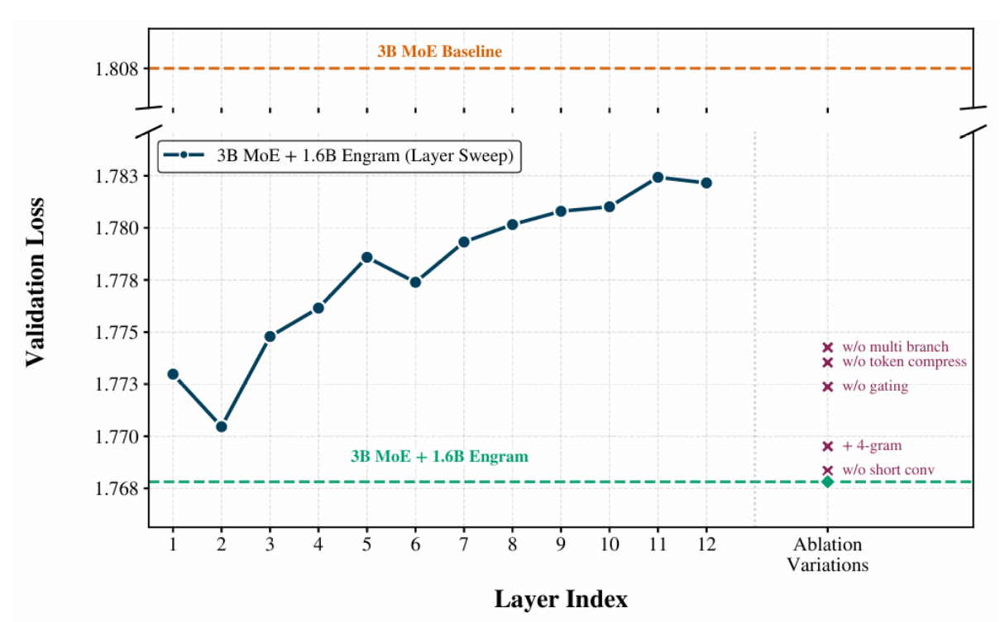 3B MoE Baseline
1.808
3B MoE + 1.6B Engram (Layer Sweep)
1.783
1.780
1.778
1.775
1.773
1.770
1.768
Validation Loss
w/o multi branch
w/o token compress
w/o gating
+ 4-gram
w/o short conv
3B MoE + 1.6B Engram
1 2 3 4 5 6 7 8 9 10 11 12 Ablation
Variations
Layer Index